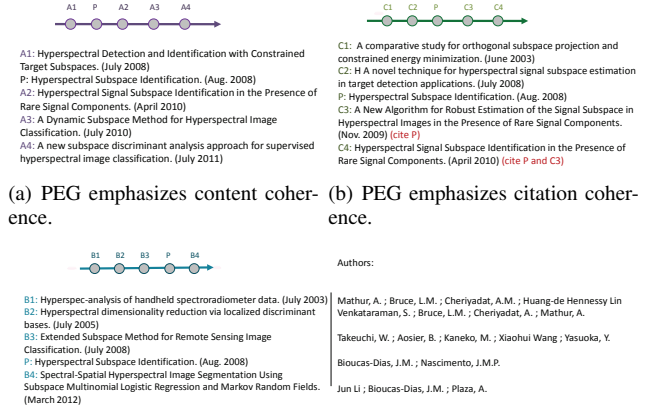 A1 P A2 A3 A4
A1: Hyperspectral Detection and Identification with Constrained
Target Subspaces. (July 2008)
P: Hyperspectral Subspace Identification. (Aug. 2008)
A2: Hyperspectral Signal Subspace Identification in the Presence of
Rare Signal Components. (April 2010)
A3: A Dynamic Subspace Method for Hyperspectral Image
Classification. (July 2010)
A4: A new subspace discriminant analysis approach for supervised
hyperspectral image classification. (July 2011)
(a) PEG emphasizes content coher-
ence.
C1 C2 P C3 C4
C1: A comparative study for orthogonal subspace projection and
constrained energy minimization. (June 2003)
C2: H A novel technique for hyperspectral signal subspace estimation
in target detection applications. (July 2008)
P: Hyperspectral Subspace Identification. (Aug. 2008)
C3: A New Algorithm for Robust Estimation of the Signal Subspace in
Hyperspectral Images in the Presence of Rare Signal Components.
(Nov. 2009) (cite P)
C4: Hyperspectral Signal Subspace Identification in the Presence of
Rare Signal Components. (April 2010) (cite P and C3)
(b) PEG emphasizes citation coher-
ence.
B1 B2 B3 P B4
B1: Hyperspec-analysis of handheld spectroradiometer data. (July 2003)
B2: Hyperspectral dimensionality reduction via localized discriminant
bases. (July 2005)
B3: Extended Subspace Method for Remote Sensing Image
Classification. (July 2008)
P: Hyperspectral Subspace Identification. (Aug. 2008)
B4: Spectral-Spatial Hyperspectral Image Segmentation Using
Subspace Multinomial Logistic Regression and Markov Random Fields.
(March 2012)
Authors:
Mathur, A. ; Bruce, L.M. ; Cheriyadat, A.M. ; Huang-de Hennessy Lin
Venkataraman, S. ; Bruce, L.M. ; Cheriyadat, A. ; Mathur, A.
Takeuchi, W. ; Aosier, B. ; Kaneko, M. ; Xiaohui Wang ; Yasuoka, Y.
Bioucas-Dias, J.M. ; Nascimento, J.M.P.
Jun Li ; Bioucas-Dias, J.M. ; Plaza, A.